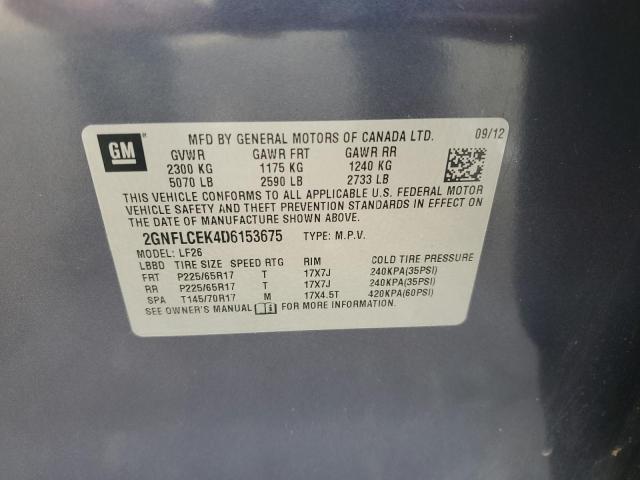 GM
MFD BY GENERAL MOTORS OF CANADA LTD. 09/12
GVWR GAWR FRT GAWR RR
2300 KG 1175 KG 1240 KG
5070 LB 2590 LB 2733 LB
THIS VEHICLE CONFORMS TO ALL APPLICABLE U.S. FEDERAL MOTOR
VEHICLE SAFETY AND THEFT PREVENTION STANDARDS IN EFFECT ON
THE DATE OF MANUFACTURE SHOWN ABOVE.
2GNFLCEK4D6153675 TYPE: M.P.V.
MODEL: LF26
LBBD TIRE SIZE SPEED RTG RIM COLD TIRE PRESSURE
FRT P225/65R17 T 17X7J 240KPA(35PSI)
RR P225/65R17 T 17X7J 240KPA(35PSI)
SPA T145/70R17 M 17X4.5T 420KPA(60PSI)
SEE OWNER'S MANUAL FOR MORE INFORMATION.